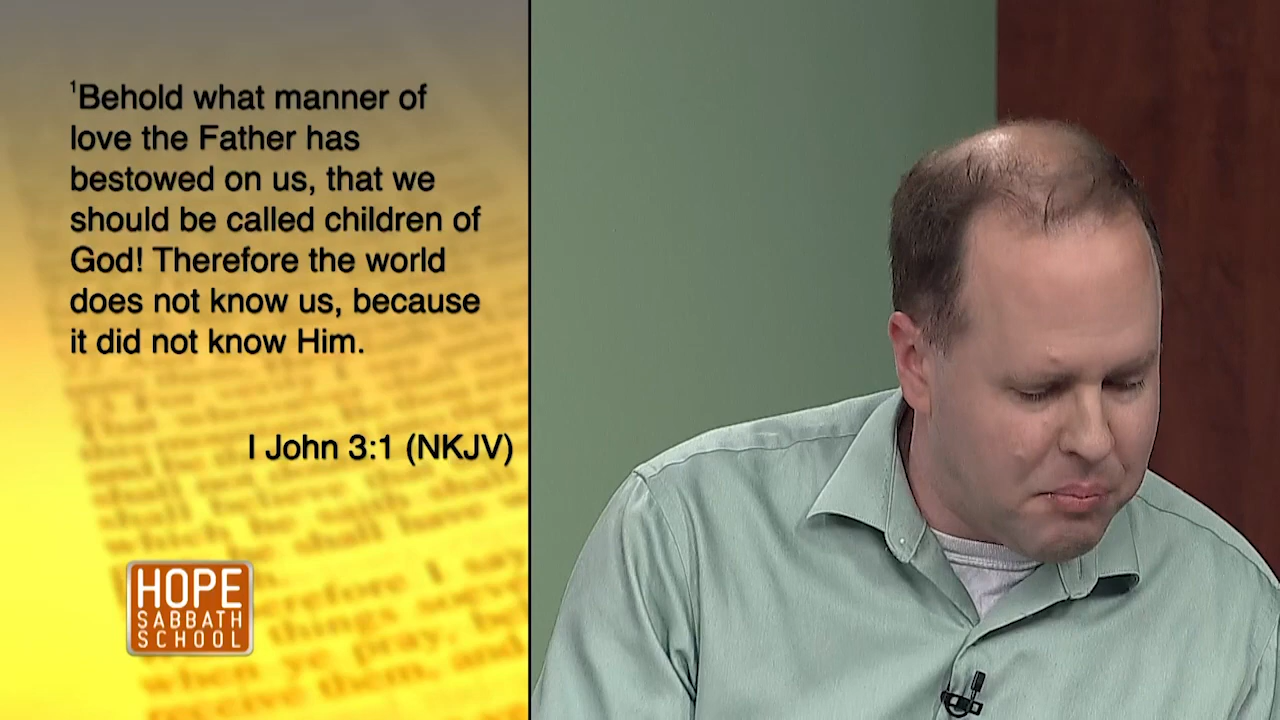 ¹Behold what manner of
love the Father has
bestowed on us, that we
should be called children of
God! Therefore the world
does not know us, because
it did not know Him.
I John 3:1 (NKJV)
HOPE
SABBATH
SCHOOL